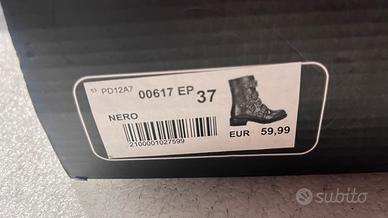 53 PD12A7 00617 EP 37
NERO
2100001027599
EUR 59,99
subito